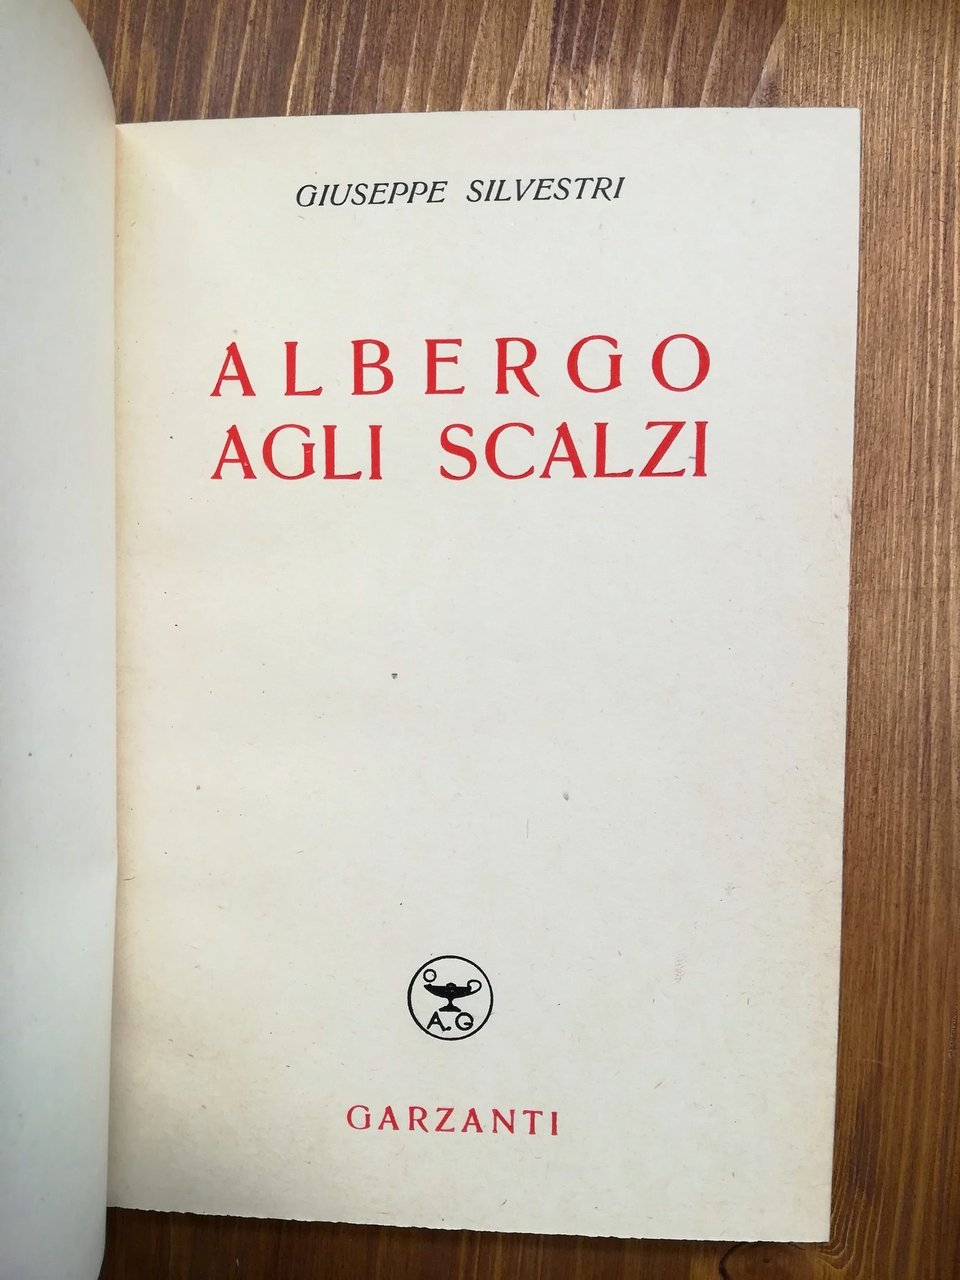 GIUSEPPE SILVESTRI
ALBERGO
AGLI SCALZI
A.G
GARZANTI